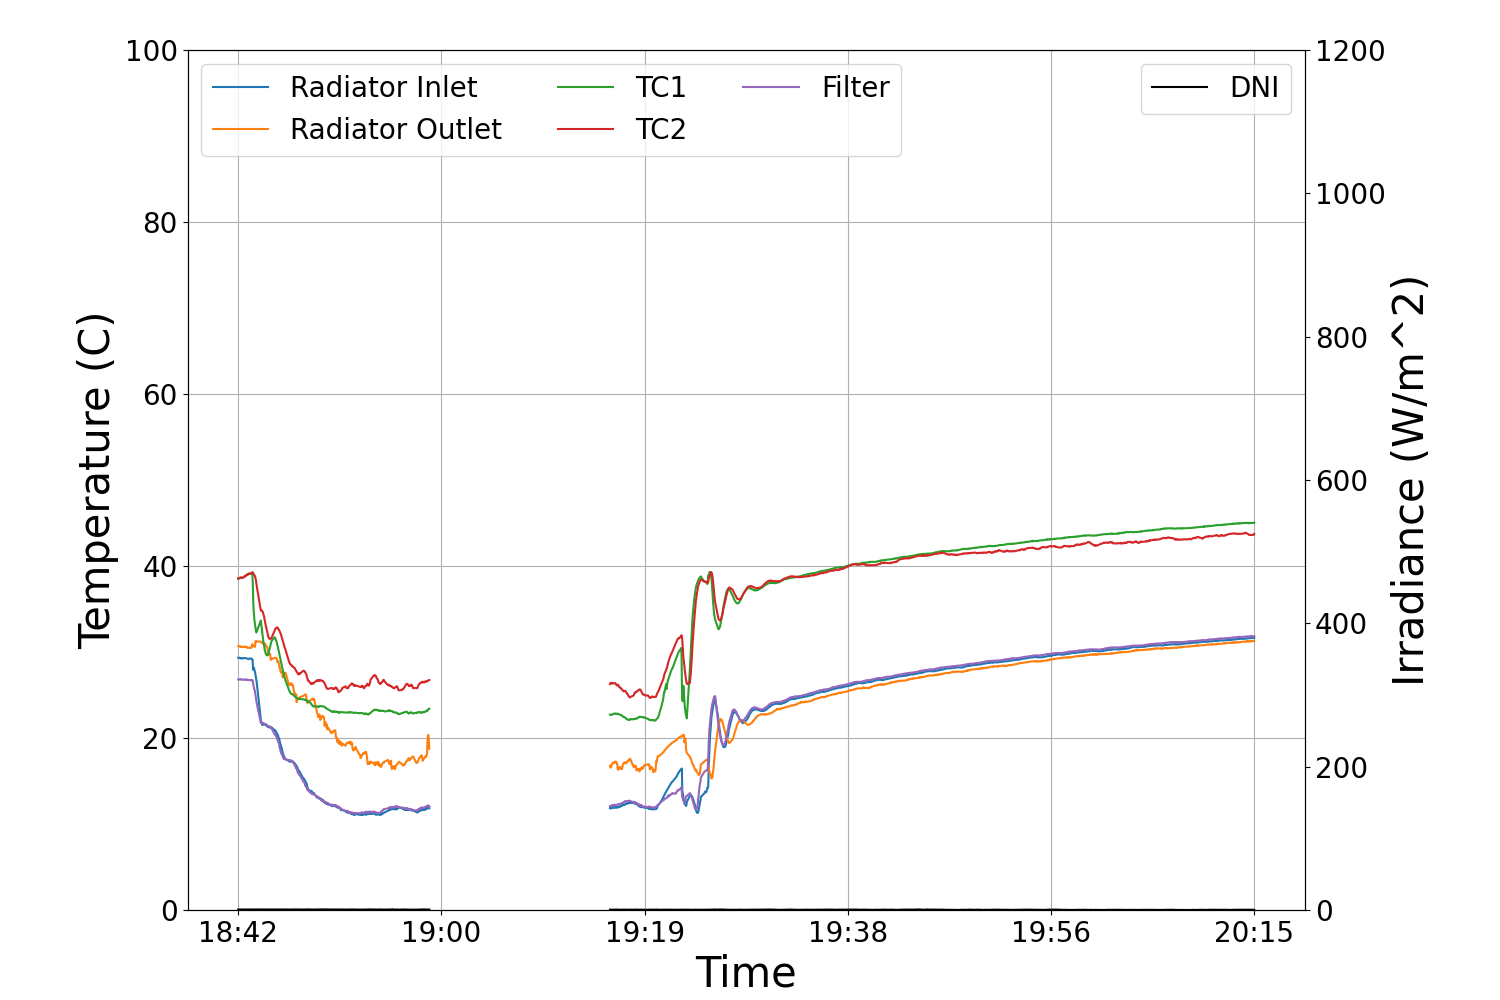 Radiator Inlet
Radiator Outlet
TC1
TC2
Filter
DNI
Temperature (C)
100
80
60
40
20
0
Irradiance (W/m^2)
1200
1000
800
600
400
200
0
18:42
19:00
19:19
19:38
19:56
20:15
Time